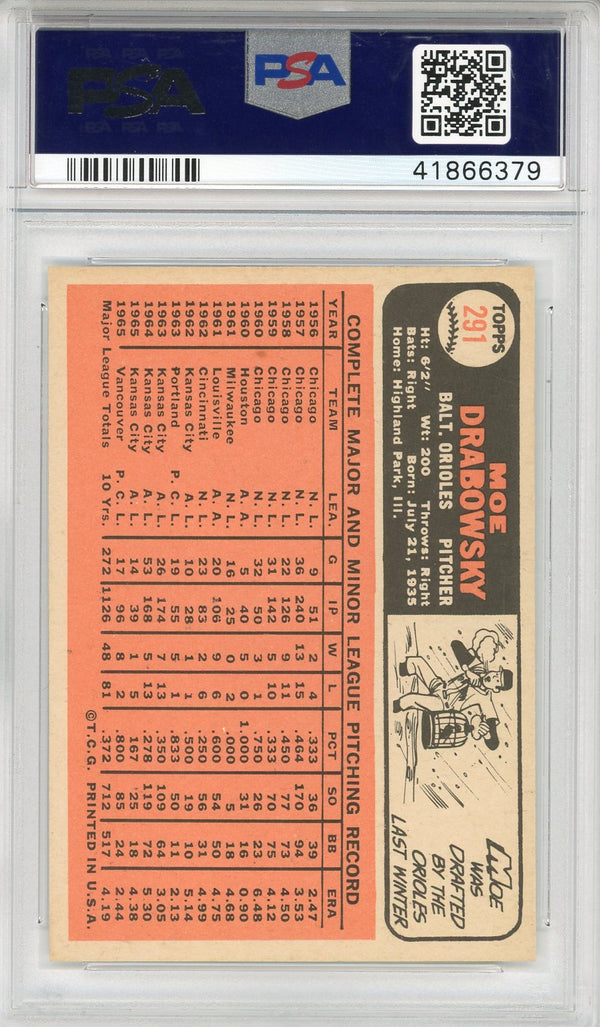 PSA
PSA PSA PSA
PSA
PSA PSA PSA
41866379
TOPPS
291
MOE
DRABOWSKY
BALT. ORIOLES PITCHER
Ht: 6'2" Wt: 200 Throws: Right
Bats: Right Born: July 21, 1935
Home: Highland Park, Ill.
MOE
WAS
DRAFTED
BY THE
ORIOLES
LAST WINTER
COMPLETE MAJOR AND MINOR LEAGUE PITCHING RECORD
YEAR TEAM LEA. G IP W L PCT SO BB ERA
1956 Chicago N. L. 9 51 2 4 .333 36 39 2.47
1957 Chicago N. L. 36 240 13 15 .464 170 94 3.53
1958 Chicago N. L. 22 126 9 11 .450 77 73 4.50
1959 Chicago N. L. 31 142 5 10 .333 70 75 4.12
1960 Chicago N. L. 32 50 3 1 .750 26 23 6.48
1960 Houston A. A. 5 40 5 0 1.000 31 16 0.90
1961 Milwaukee N. L. 16 25 0 2 .000 5 18 4.68
1961 Louisville A. A. 20 106 9 6 .600 54 50 4.75
1962 Cincinnati N. L. 23 83 2 6 .250 56 31 4.99
1962 Kansas City A. L. 10 28 1 1 .500 19 10 5.14
1963 Portland P. C. L. 19 55 5 1 .833 50 11 2.13
1963 Kansas City A. L. 26 174 7 13 .350 109 64 3.05
1964 Kansas City A. L. 53 168 5 13 .278 119 72 5.30
1965 Kansas City A. L. 14 39 1 5 .167 25 18 4.38
1965 Vancouver P. C. L. 17 96 8 2 .800 85 24 2.44
Major League Totals 10 Yrs. 272 1126 48 81 .372 712 517 4.19
© T.C.G. PRINTED IN U.S.A.